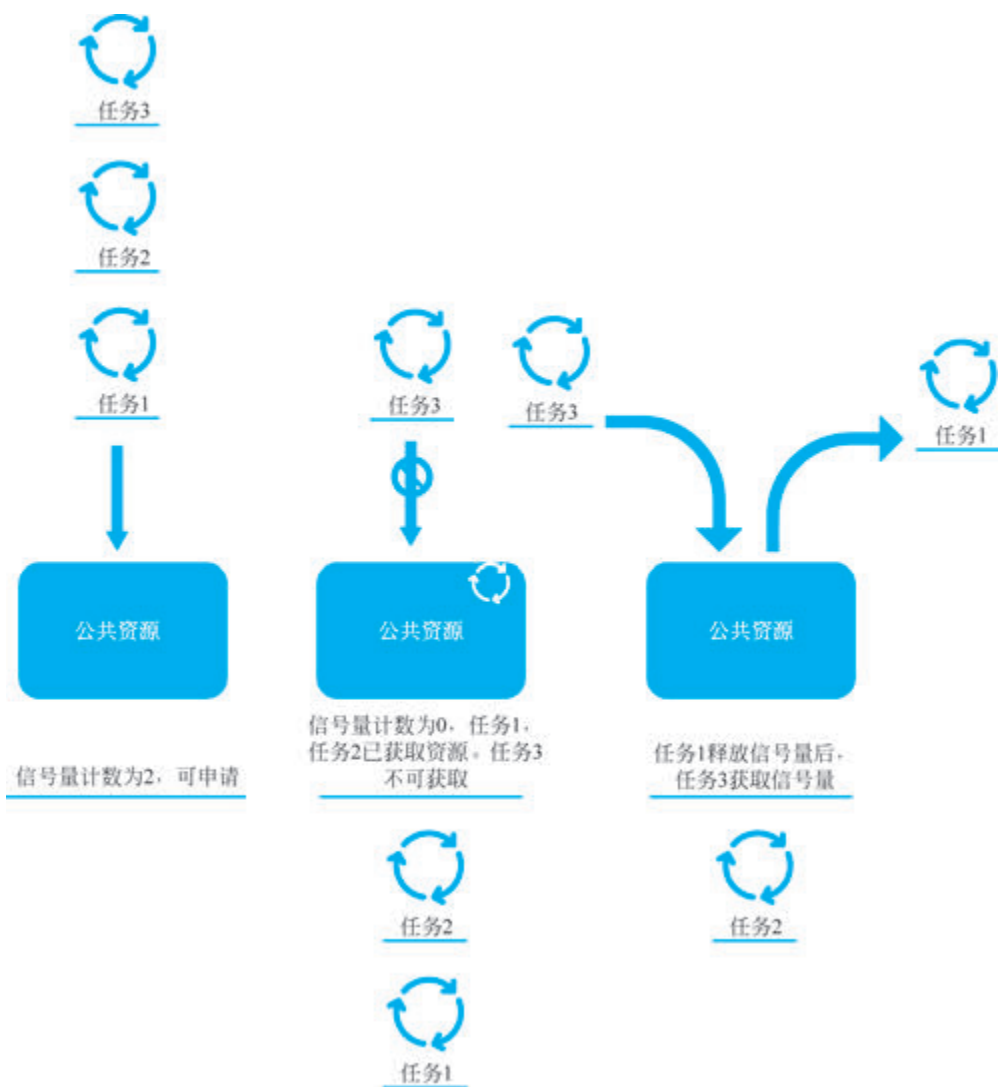 任务3
任务2
任务1
公共资源
信号量计数为2，可申请
任务3
公共资源
信号量计数为0，任务1，
任务2已获取资源。任务3
不可获取
任务2
任务1
任务3
任务1
公共资源
任务1释放信号量后，
任务3获取信号量
任务2